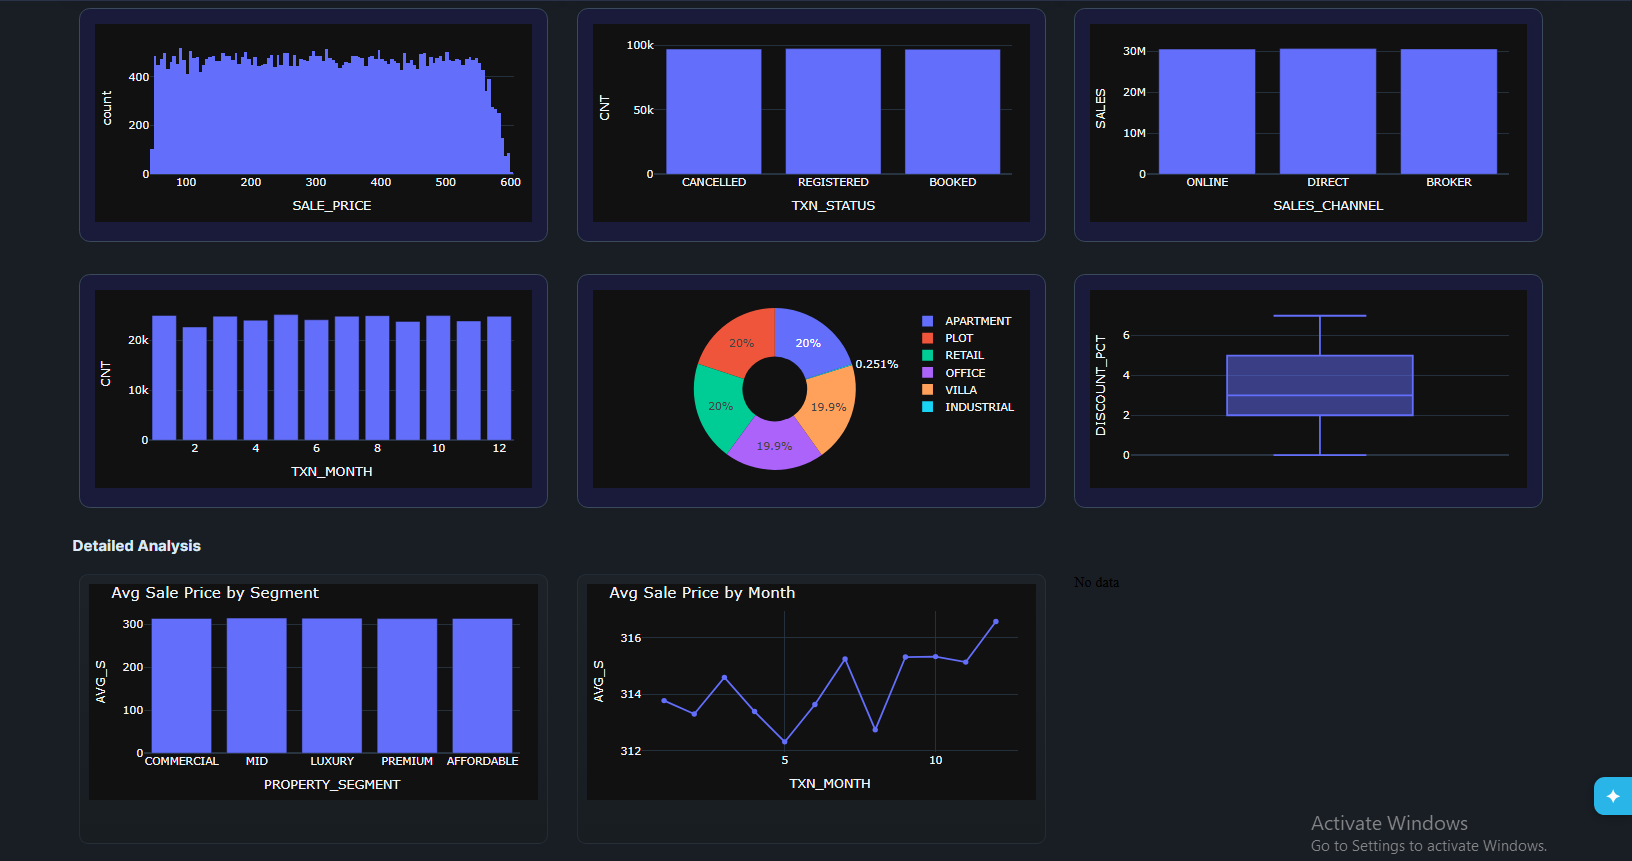 count
400
200
0
100 200 300 400 500 600
SALE_PRICE
CNT
100k
50k
0
CANCELLED REGISTERED BOOKED
TXN_STATUS
SALES
30M
20M
10M
0
ONLINE DIRECT BROKER
SALES_CHANNEL
CNT
20k
10k
0
2 4 6 8 10 12
TXN_MONTH
20%
20%
0.251%
20%
19.9%
19.9%
APARTMENT
PLOT
RETAIL
OFFICE
VILLA
INDUSTRIAL
DISCOUNT_PCT
6
4
2
0
Detailed Analysis
Avg Sale Price by Segment
AVG_S
300
200
100
0
COMMERCIAL MID LUXURY PREMIUM AFFORDABLE
PROPERTY_SEGMENT
Avg Sale Price by Month
AVG_S
316
314
312
5 10
TXN_MONTH
No data
Activate Windows
Go to Settings to activate Windows.